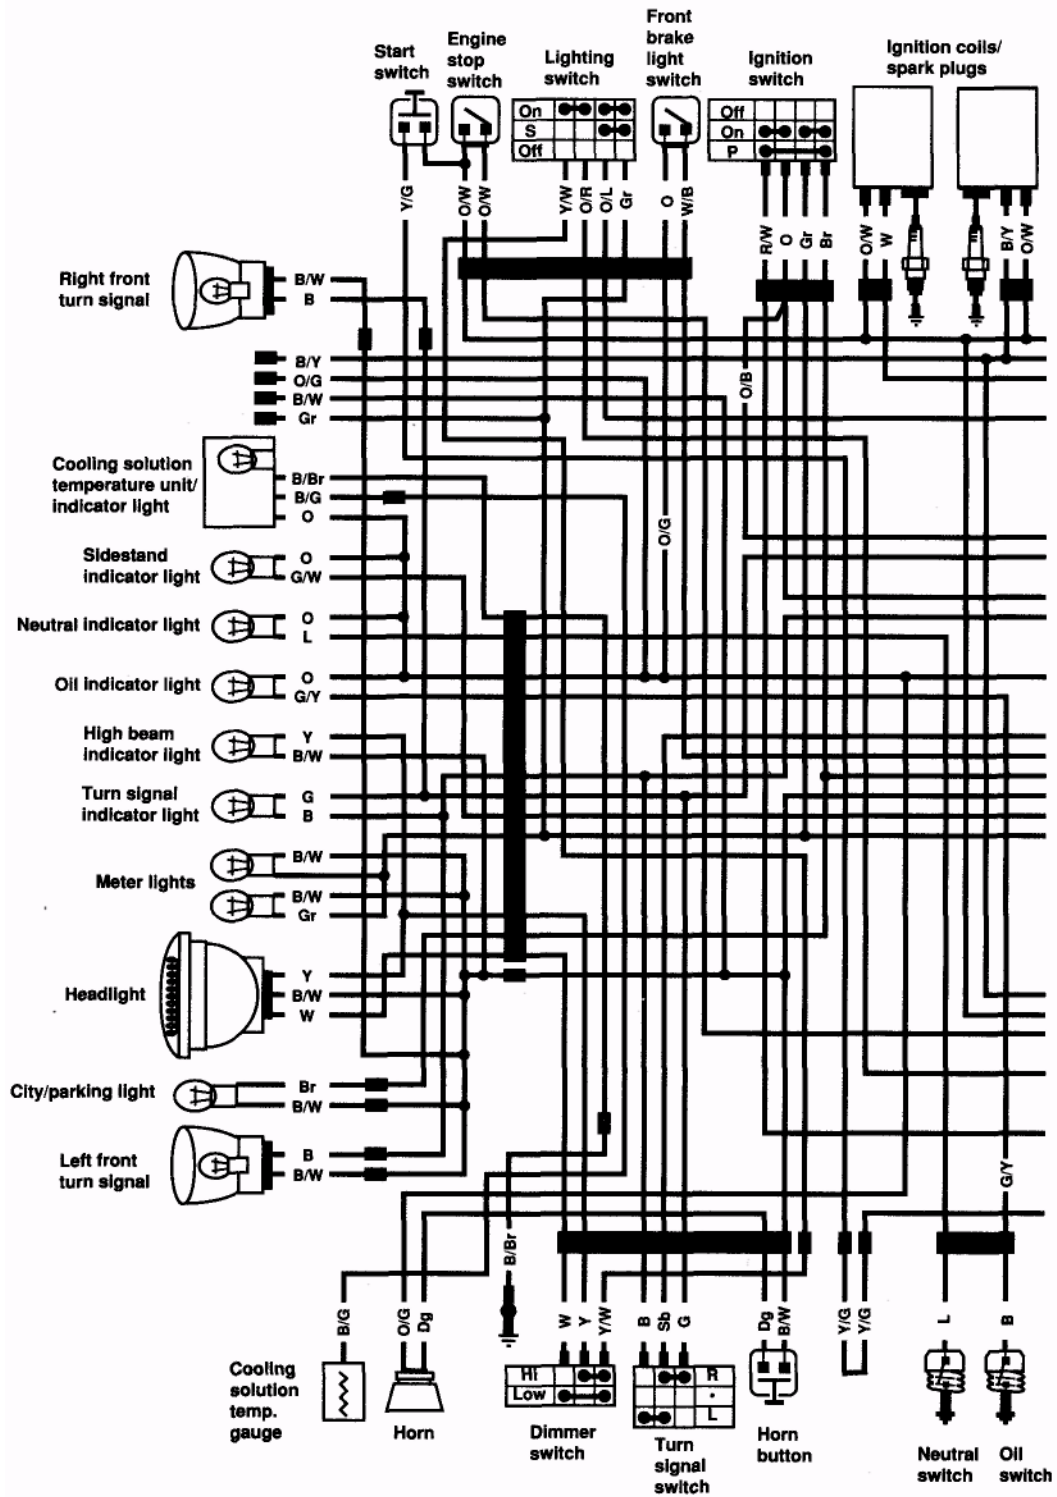 Start
switch
Engine
stop
switch
Lighting
switch
Front
brake
light
switch
Ignition
switch
Ignition coils/
spark plugs
On
S
Off
Off
On
P
Y/G
O/W
O/W
Y/W
O/R
O/L
Gr
O
W/B
R/W
O
Gr
Br
O/W
W
B/Y
O/W
Right front
turn signal
B/W
B
B/Y
O/G
B/W
Gr
O/B
Cooling solution
temperature unit/
indicator light
B/Br
B/G
O
O/G
Sidestand
indicator light
O
G/W
Neutral indicator light
O
L
Oil indicator light
O
G/Y
High beam
indicator light
Y
B/W
Turn signal
indicator light
G
B
Meter lights
B/W
B/W
Gr
Headlight
Y
B/W
W
City/parking light
Br
B/W
Left front
turn signal
B
B/W
G/Y
B/Br
B/G
O/G
Dg
W
Y
Y/W
B
Sb
G
Dg
B/W
Y/G
Y/G
L
B
Hi
Low
R
L
Cooling
solution
temp.
gauge
Horn
Dimmer
switch
Turn
signal
switch
Horn
button
Neutral
switch
Oil
switch